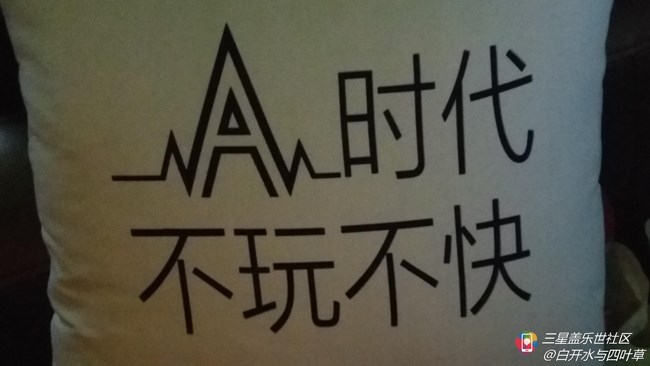 A时代
不玩不快
三星盖乐世社区
@白开水与四叶草